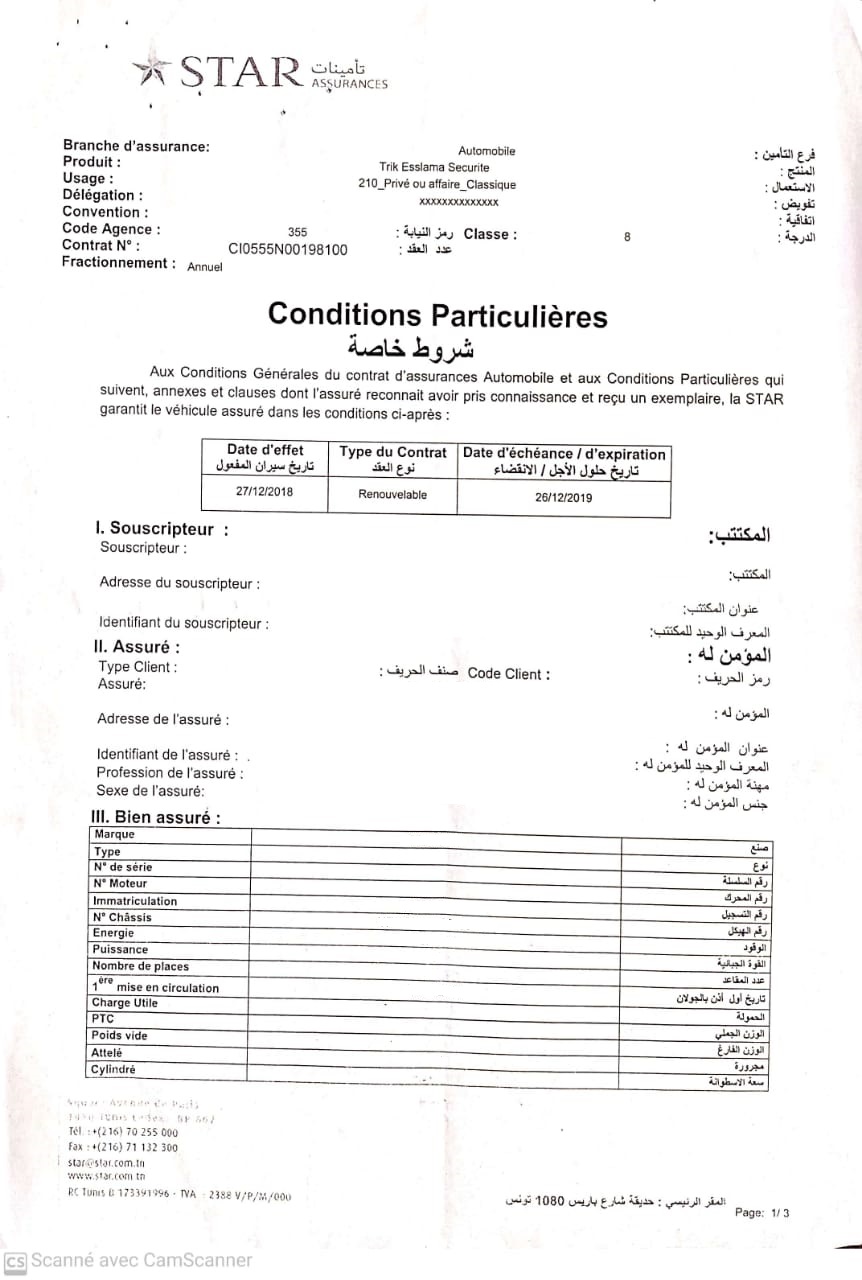 STAR تأمينات
ASSURANCES
Branche d'assurance: Automobile فرع التأمين :
Produit : Trik Esslama Securite المنتج :
Usage : 210_Privé ou affaire_Classique الاستعمال :
Délégation : xxxxxxxxxxxxxx تفويض :
Convention : اتفاقية :
Code Agence : 355 رمز النيابة : Classe : 8 الدرجة :
Contrat N° : CI0555N00198100 عدد العقد :
Fractionnement : Annuel
Conditions Particulières
شروط خاصة
Aux Conditions Générales du contrat d'assurances Automobile et aux Conditions Particulières qui
suivent, annexes et clauses dont l'assuré reconnait avoir pris connaissance et reçu un exemplaire, la STAR
garantit le véhicule assuré dans les conditions ci-après :
Date d'effet Type du Contrat Date d'échéance / d'expiration
تاريخ سيران المفعول نوع العقد تاريخ حلول الأجل / الانقضاء
27/12/2018 Renouvelable 26/12/2019
I. Souscripteur : المكتتب:
Souscripteur : المكتتب:
Adresse du souscripteur : عنوان المكتتب:
Identifiant du souscripteur : المعرف الوحيد للمكتتب:
II. Assuré : المؤمن له :
Type Client : صنف الحريف : Code Client : رمز الحريف :
Assuré: المؤمن له :
Adresse de l'assuré : عنوان المؤمن له :
Identifiant de l'assuré : . المعرف الوحيد للمؤمن له :
Profession de l'assuré : مهنة المؤمن له :
Sexe de l'assuré: جنس المؤمن له :
III. Bien assuré :
Marque صنع
Type نوع
N° de série رقم السلسلة
N° Moteur رقم المحرك
Immatriculation رقم التسجيل
N° Châssis رقم الهيكل
Energie الوقود
Puissance القوة الجبائية
Nombre de places عدد المقاعد
1ère mise en circulation تاريخ أول أذن بالجولان
Charge Utile الحمولة
PTC الوزن الجملي
Poids vide الوزن الفارغ
Attelé مجرورة
Cylindré سعة الاسطوانة
Avenue de Paris
Tél. :+(216) 70 255 000
Fax :+(216) 71 132 300
star@star.com.tn
www.star.com.tn
RC Tunis B 173391996 - TVA : 2388 V/P/M/000
المقر الرئيسي : حديقة شارع باريس 1080 تونس
Page: 1/ 3
CS Scanné avec CamScanner